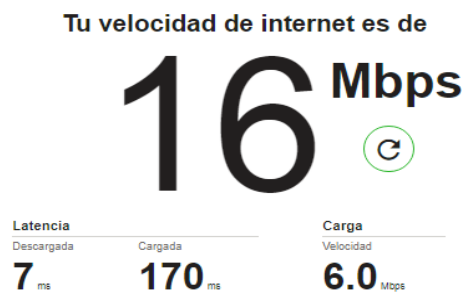 Tu velocidad de internet es de
16 Mbps
Latencia
Descargada Cargada
7 ms 170 ms
Carga
Velocidad
6.0 Mbps